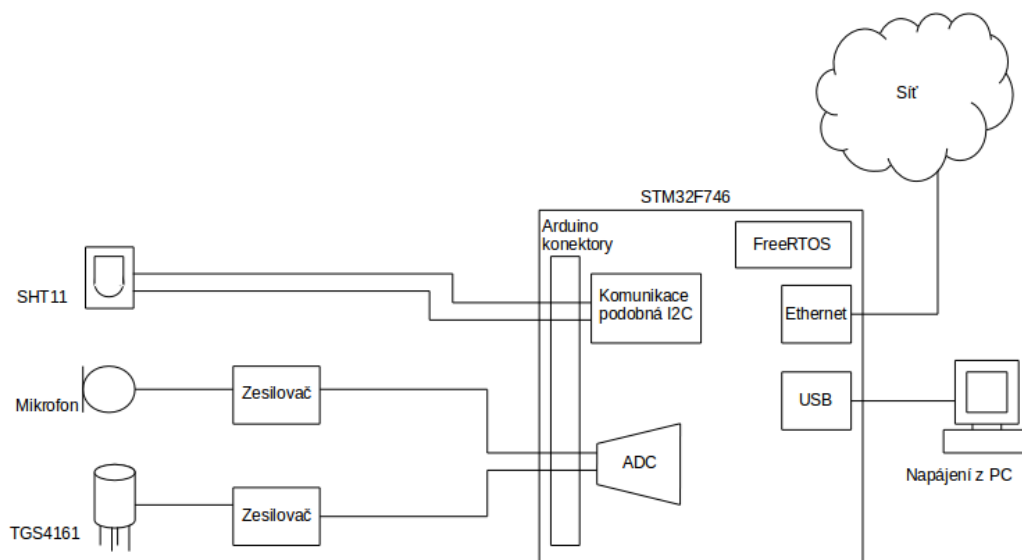 Síť
STM32F746
Arduino
konektory
FreeRTOS
SHT11
Komunikace
podobná I2C
Ethernet
Mikrofon
Zesilovač
USB
ADC
Napájení z PC
TGS4161
Zesilovač